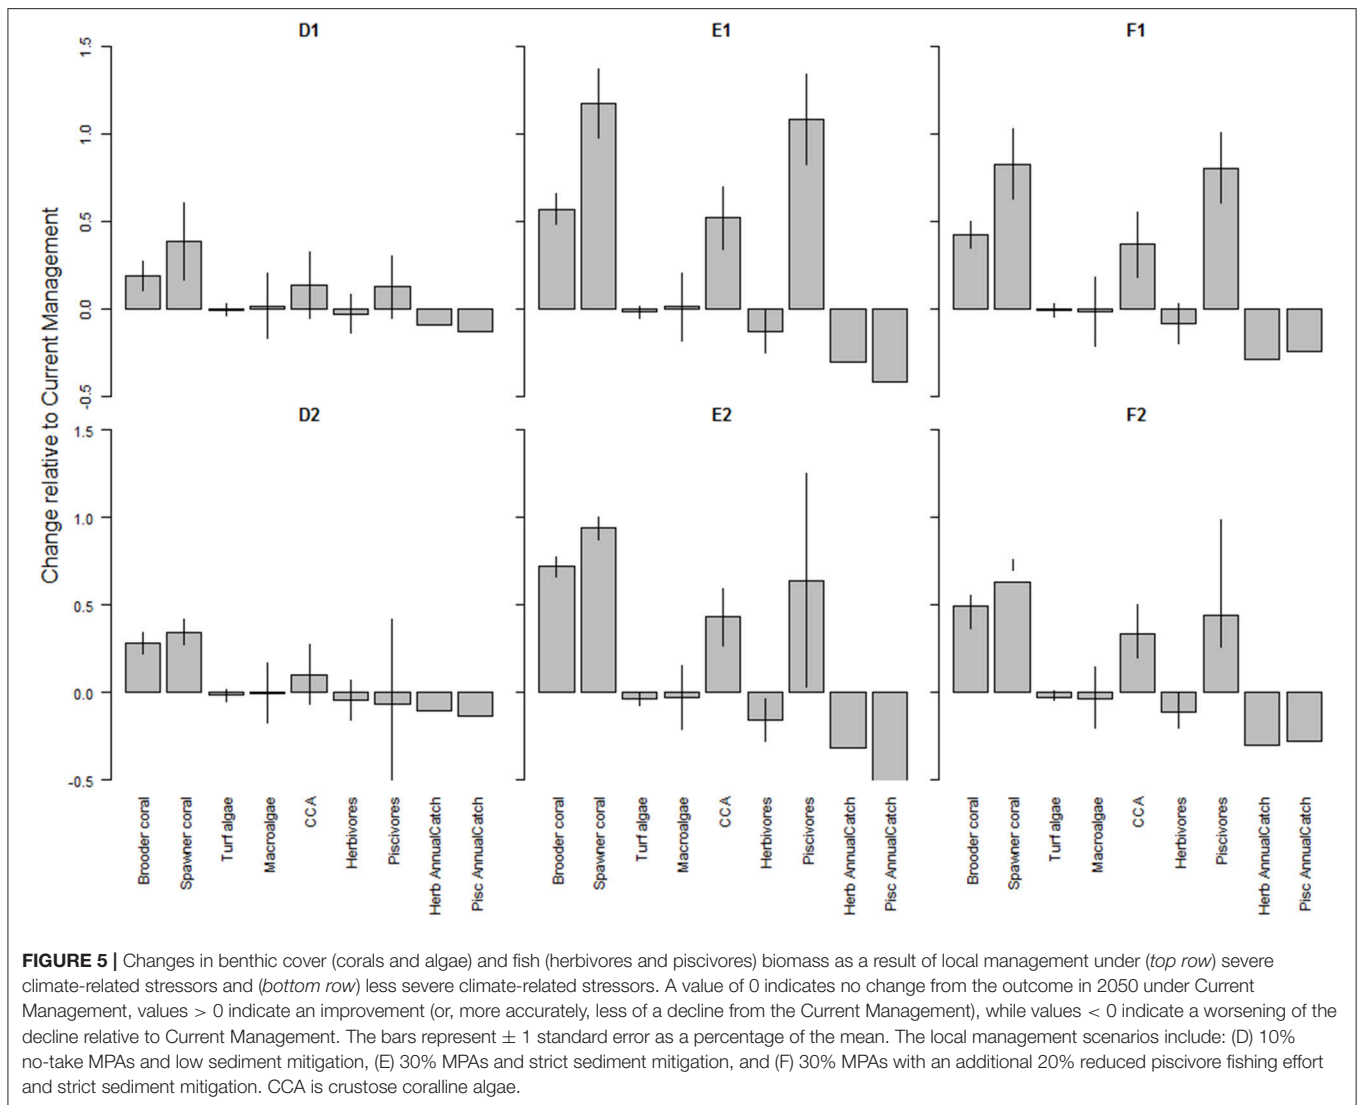 D1
E1
F1
Change relative to Current Management
1.5
1.0
0.5
0.0
-0.5
D2
E2
F2
1.5
1.0
0.5
0.0
-0.5
Brooder coral
Spawner coral
Turf algae
Macroalgae
CCA
Herbivores
Piscivores
Herb AnnualCatch
Pisc AnnualCatch
Brooder coral
Spawner coral
Turf algae
Macroalgae
CCA
Herbivores
Piscivores
Herb AnnualCatch
Pisc AnnualCatch
Brooder coral
Spawner coral
Turf algae
Macroalgae
CCA
Herbivores
Piscivores
Herb AnnualCatch
Pisc AnnualCatch
FIGURE 5 | Changes in benthic cover (corals and algae) and fish (herbivores and piscivores) biomass as a result of local management under (top row) severe
climate-related stressors and (bottom row) less severe climate-related stressors. A value of 0 indicates no change from the outcome in 2050 under Current
Management, values > 0 indicate an improvement (or, more accurately, less of a decline from the Current Management), while values < 0 indicate a worsening of the
decline relative to Current Management. The bars represent ± 1 standard error as a percentage of the mean. The local management scenarios include: (D) 10%
no-take MPAs and low sediment mitigation, (E) 30% MPAs and strict sediment mitigation, and (F) 30% MPAs with an additional 20% reduced piscivore fishing effort
and strict sediment mitigation. CCA is crustose coralline algae.